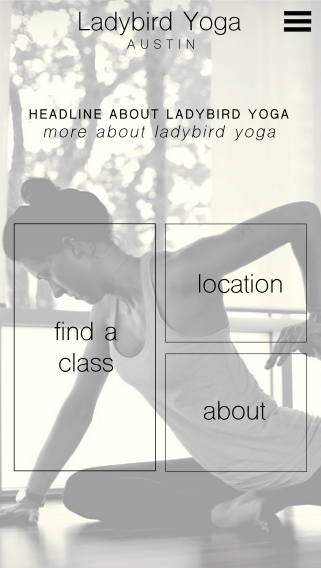 Ladybird Yoga
AUSTIN
HEADLINE ABOUT LADYBIRD YOGA
more about ladybird yoga
find a
class
location
about